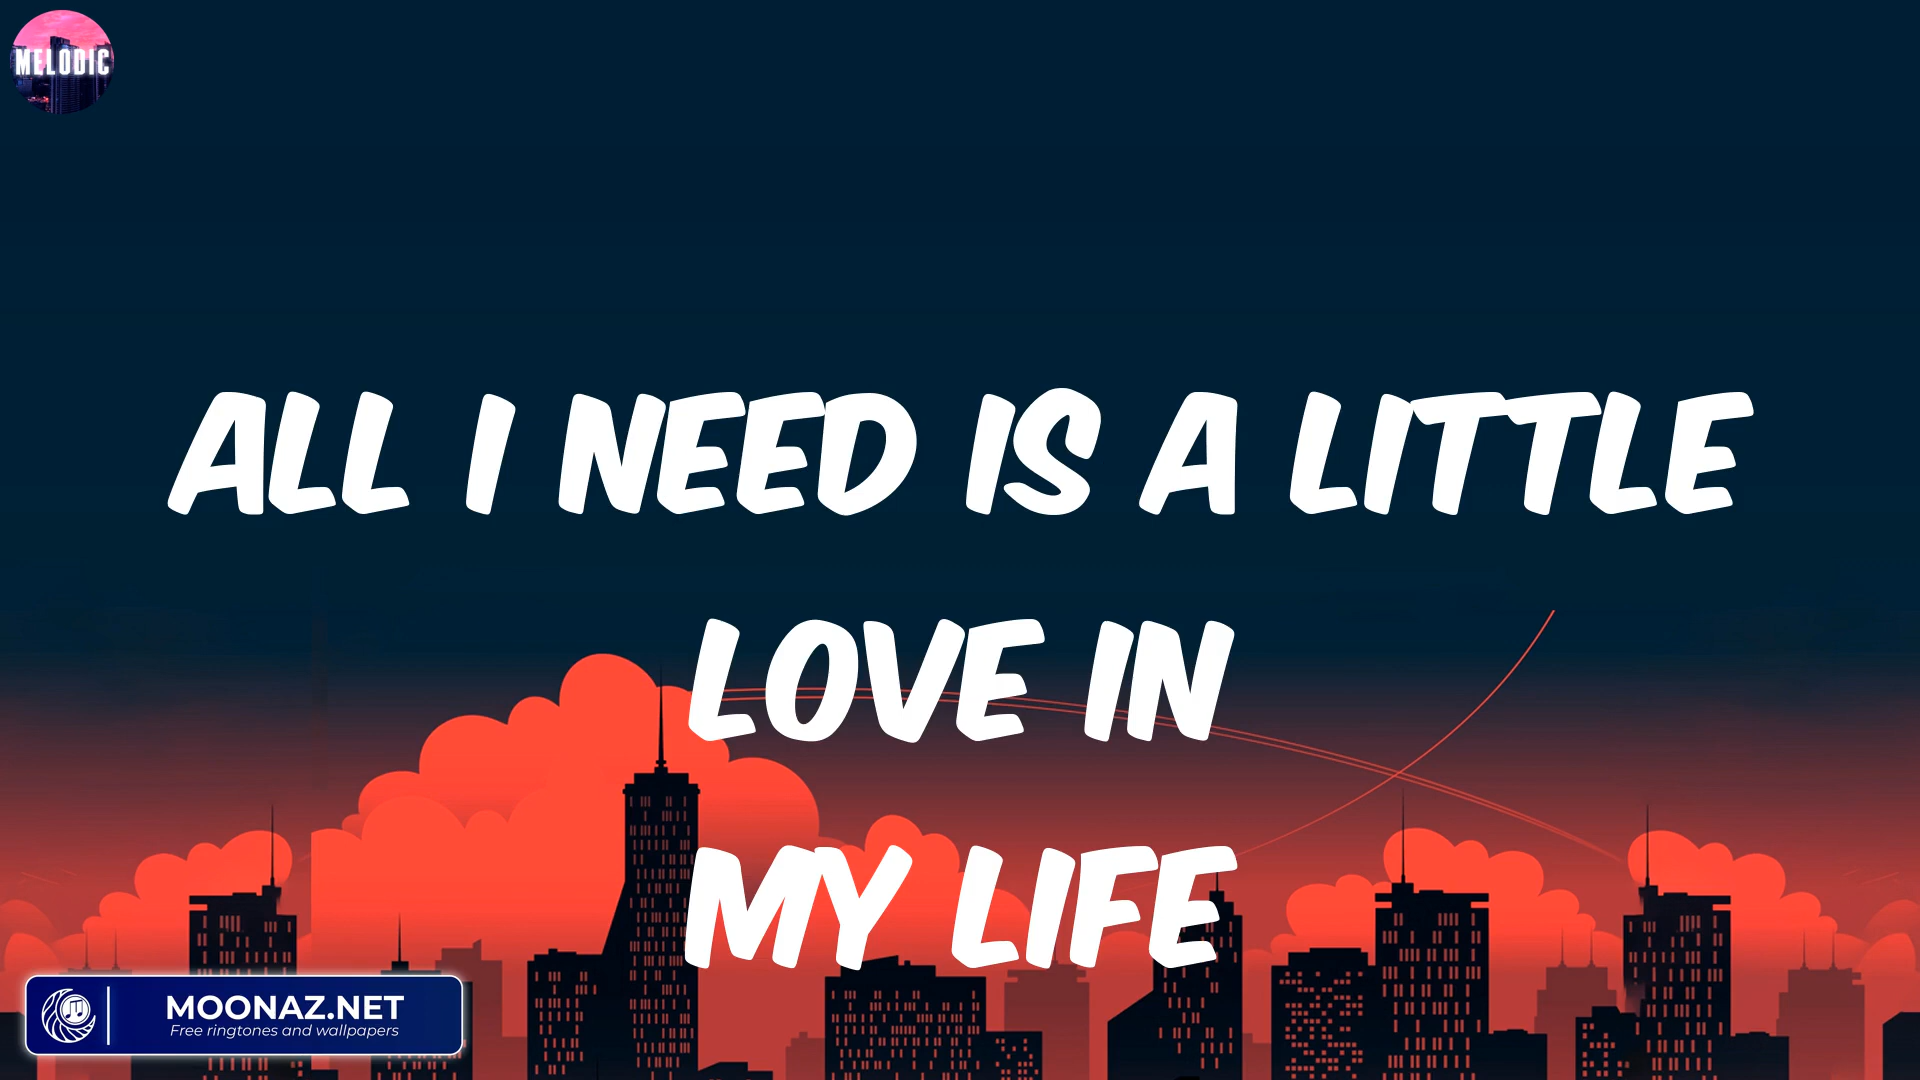 MELODIC
ALL I NEED IS A LITTLE
LOVE IN
MY LIFE
MOONAZ.NET
Free ringtones and wallpapers